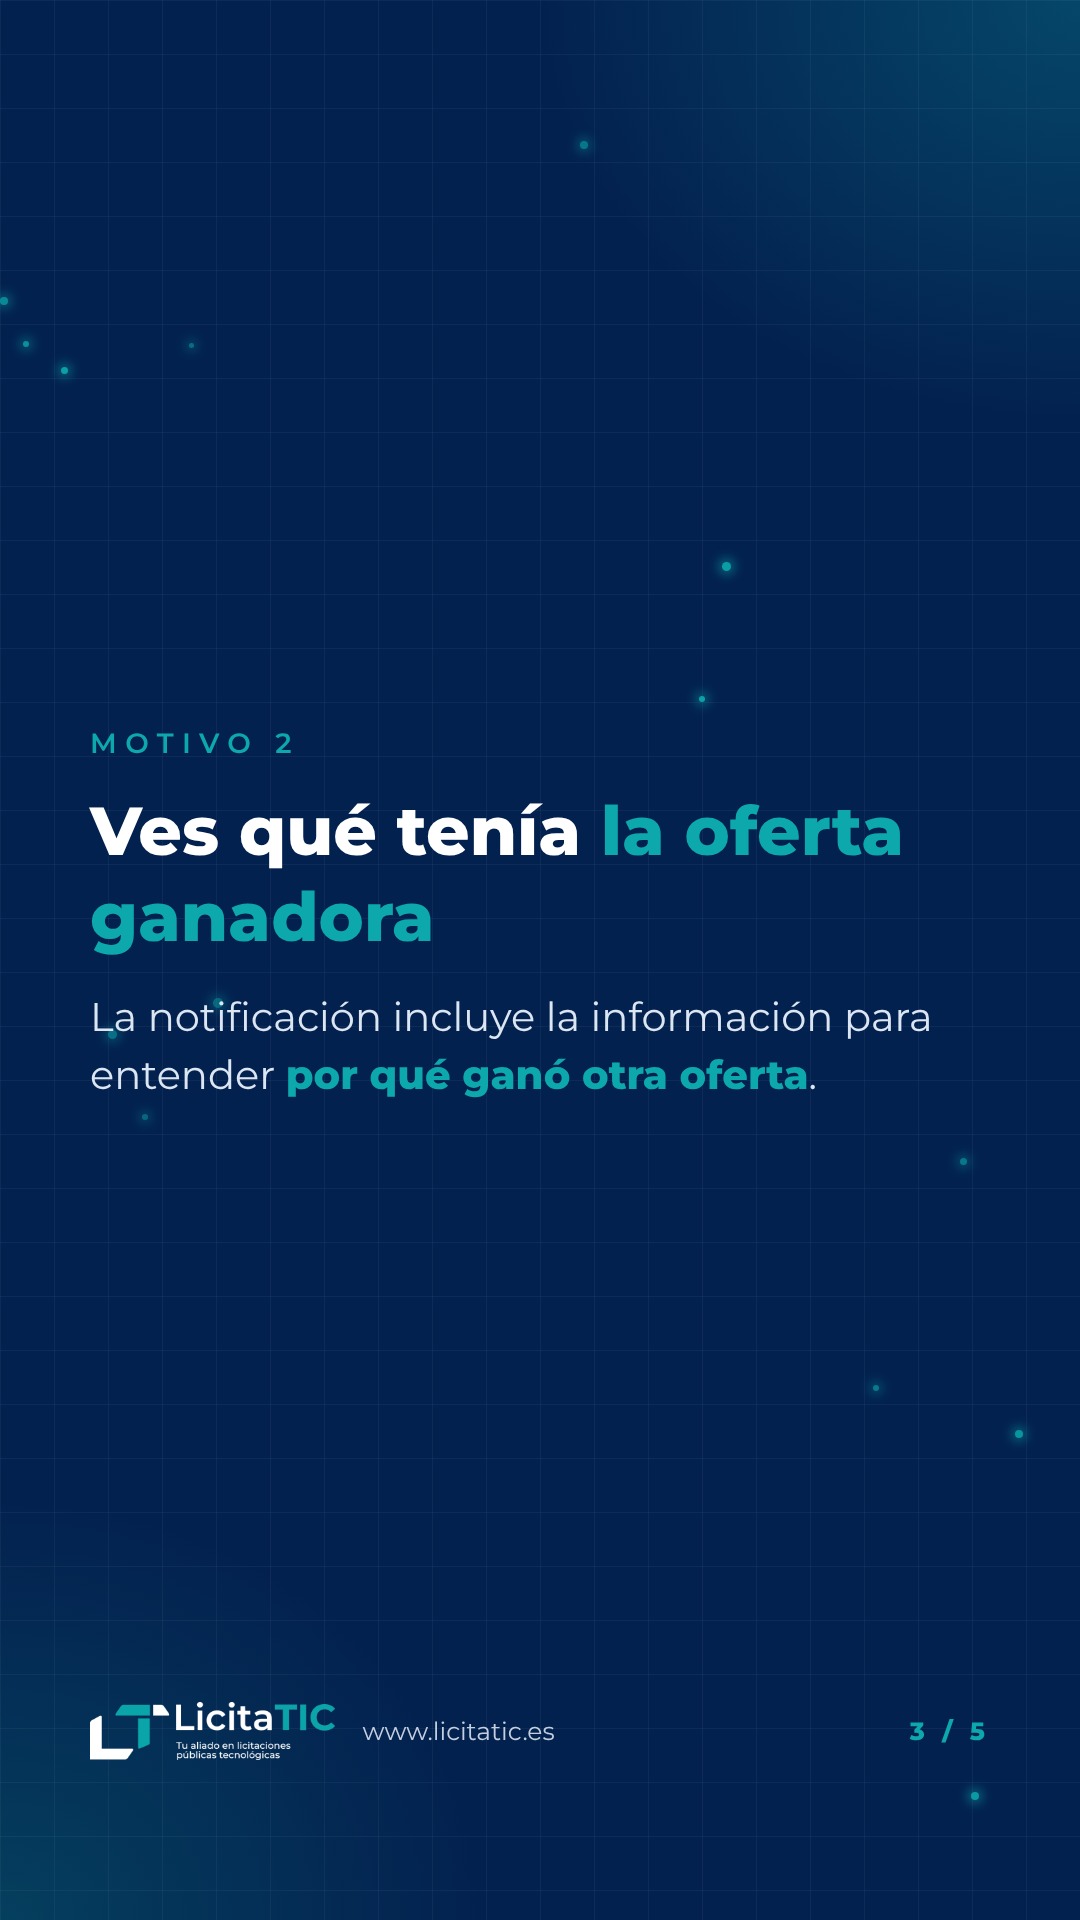 MOTIVO 2
Ves qué tenía la oferta
ganadora
La notificación incluye la información para
entender por qué ganó otra oferta.
LicitaTIC
Tu aliado en licitaciones
públicas tecnológicas
www.licitatic.es
3 / 5